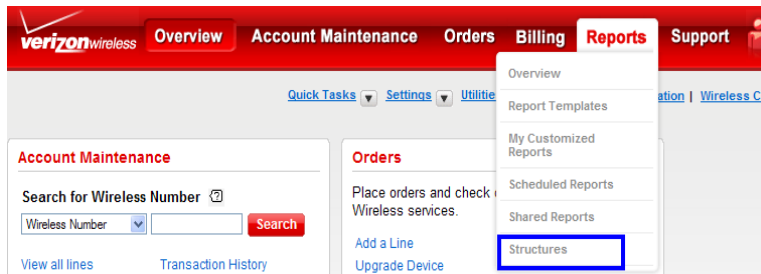 verizonwireless Overview Account Maintenance Orders Billing Reports Support
Quick Tasks Settings Utilitie ation | Wireless C
Overview
Report Templates
My Customized
Reports
Scheduled Reports
Shared Reports
Structures
Account Maintenance
Search for Wireless Number ?
Wireless Number Search
View all lines Transaction History
Orders
Place orders and check
Wireless services.
Add a Line
Upgrade Device